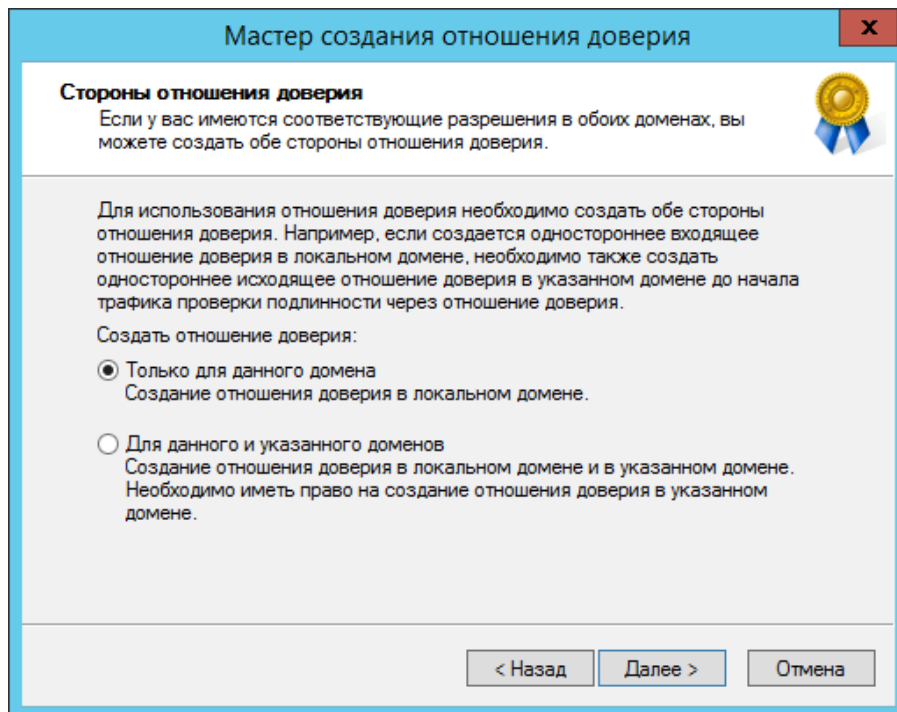 Мастер создания отношения доверия
x
Стороны отношения доверия
Если у вас имеются соответствующие разрешения в обоих доменах, вы
можете создать обе стороны отношения доверия.
Для использования отношения доверия необходимо создать обе стороны
отношения доверия. Например, если создается одностороннее входящее
отношение доверия в локальном домене, необходимо также создать
одностороннее исходящее отношение доверия в указанном домене до начала
трафика проверки подлинности через отношение доверия.
Создать отношение доверия:
Только для данного домена
Создание отношения доверия в локальном домене.
Для данного и указанного доменов
Создание отношения доверия в локальном домене и в указанном домене.
Необходимо иметь право на создание отношения доверия в указанном
домене.
< Назад Далее > Отмена